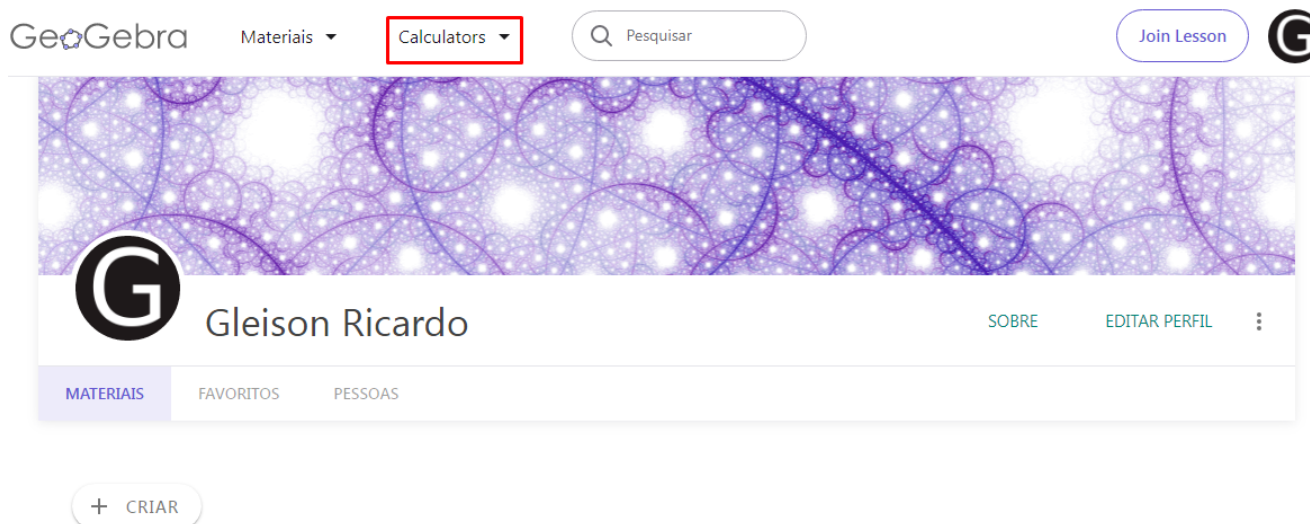 GeoGebra Materiais Calculators Pesquisar Join Lesson G
G
Gleison Ricardo SOBRE EDITAR PERFIL
MATERIAIS FAVORITOS PESSOAS
+ CRIAR